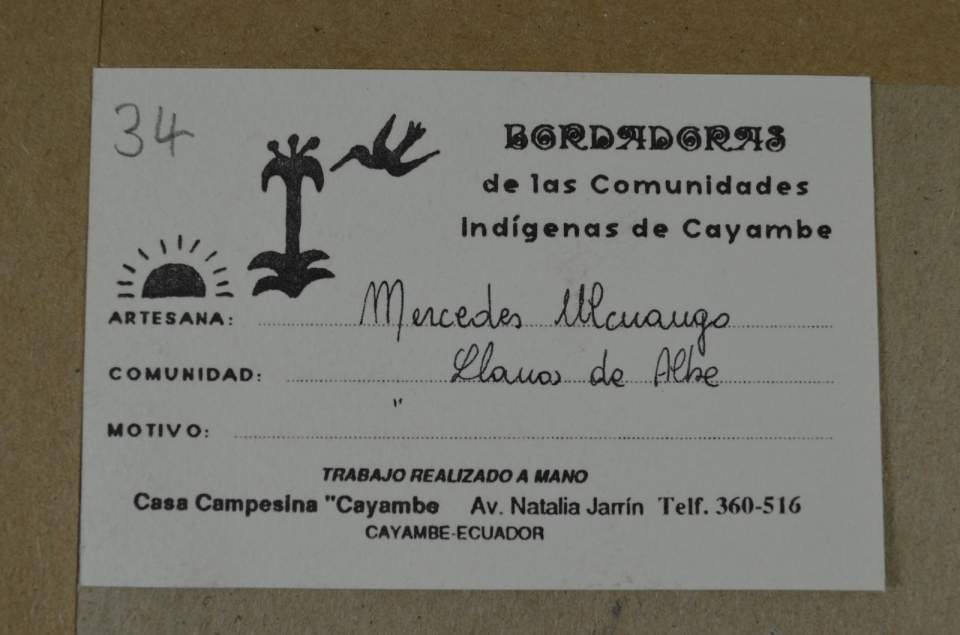 34
BORDADORAS
de las Comunidades
Indígenas de Cayambe
ARTESANA: Mercedes Ulcuango
COMUNIDAD: Llanos de Albe
MOTIVO: "
TRABAJO REALIZADO A MANO
Casa Campesina "Cayambe Av. Natalia Jarrín Telf. 360-516
CAYAMBE-ECUADOR